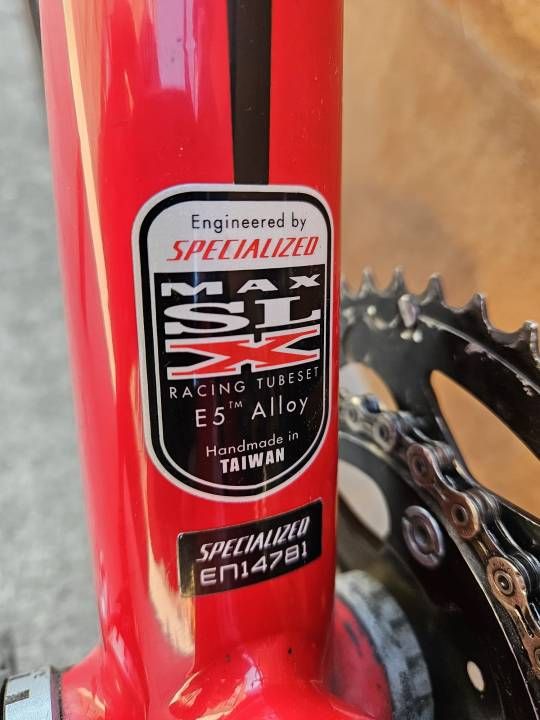 Engineered by
SPECIALIZED
MAX
SL
X
RACING TUBESET
E5™ Alloy
Handmade in
TAIWAN
SPECIALIZED
EN14781